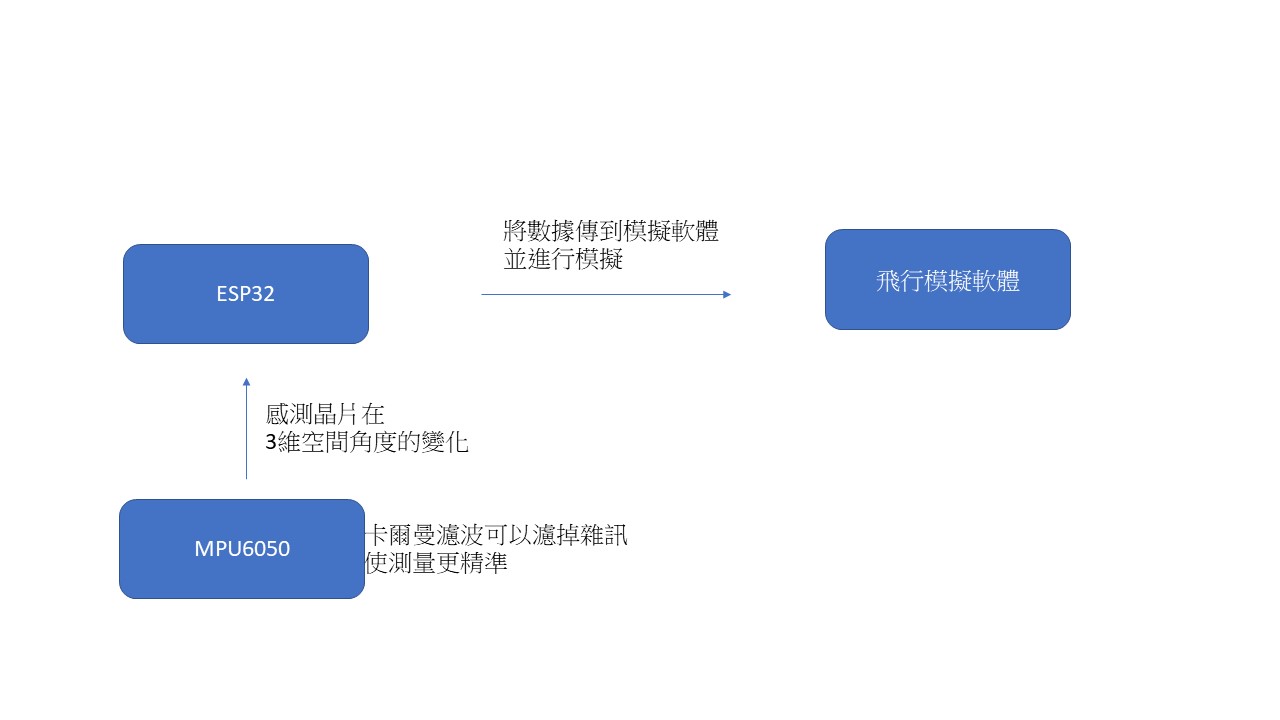 將數據傳到模擬軟體
並進行模擬
ESP32
飛行模擬軟體
感測晶片在
3維空間角度的變化
MPU6050
卡爾曼濾波可以濾掉雜訊
使測量更精準